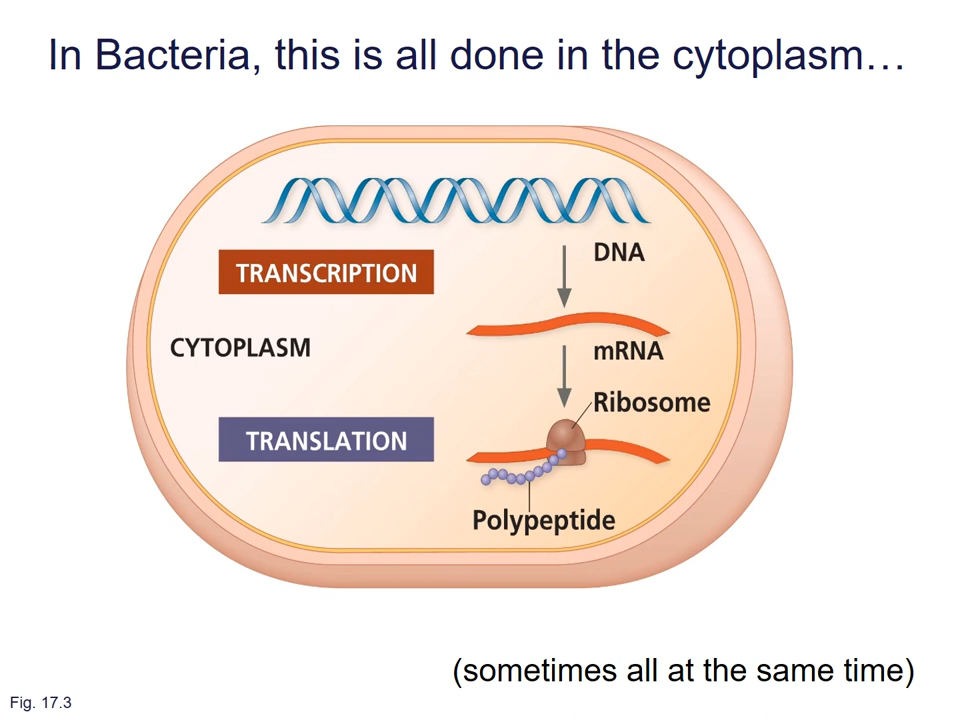 In Bacteria, this is all done in the cytoplasm…
DNA
TRANSCRIPTION
CYTOPLASM
mRNA
Ribosome
TRANSLATION
Polypeptide
(sometimes all at the same time)
Fig. 17.3